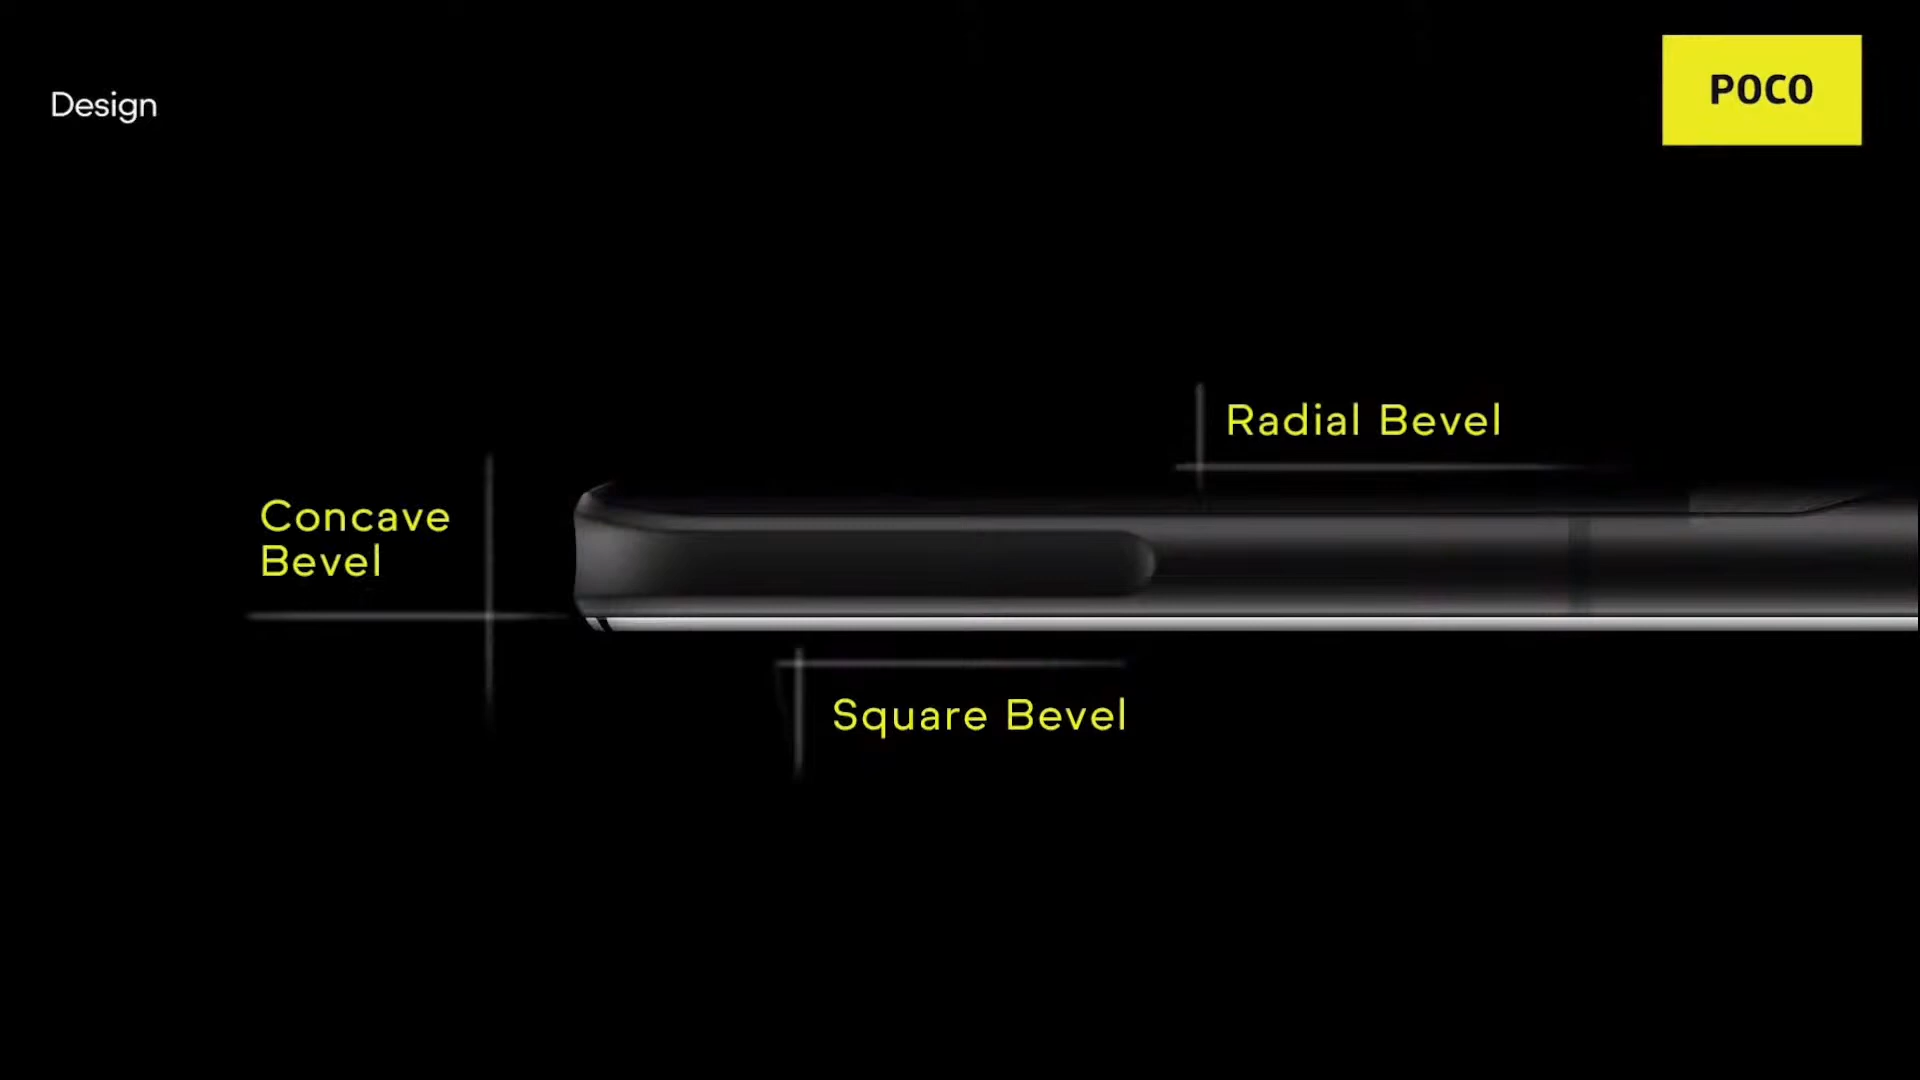 Design
POCO
Radial Bevel
Concave
Bevel
Square Bevel